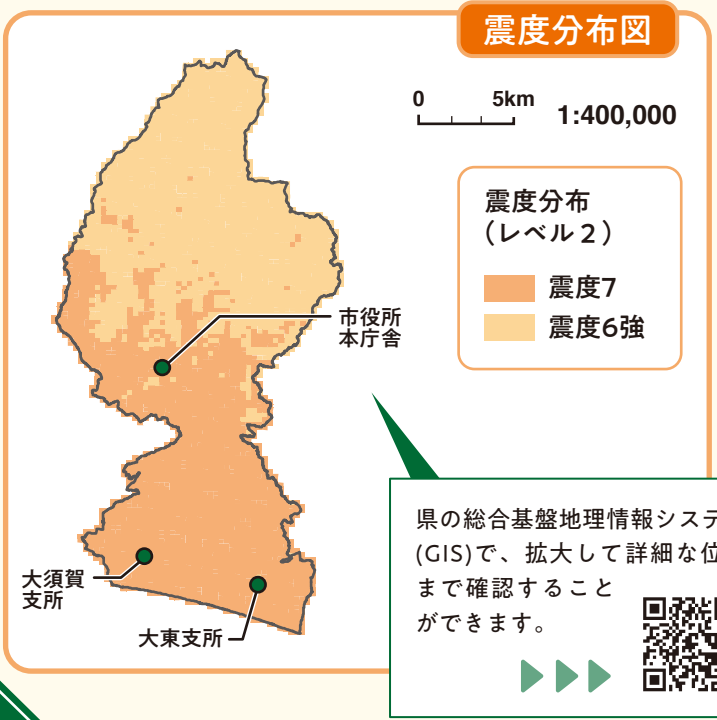 震度分布図
0 5km 1:400,000
震度分布
(レベル2)
震度7
震度6強
市役所
本庁舎
大須賀
支所
大東支所
県の総合基盤地理情報システ
(GIS)で、拡大して詳細な位
まで確認すること
ができます。